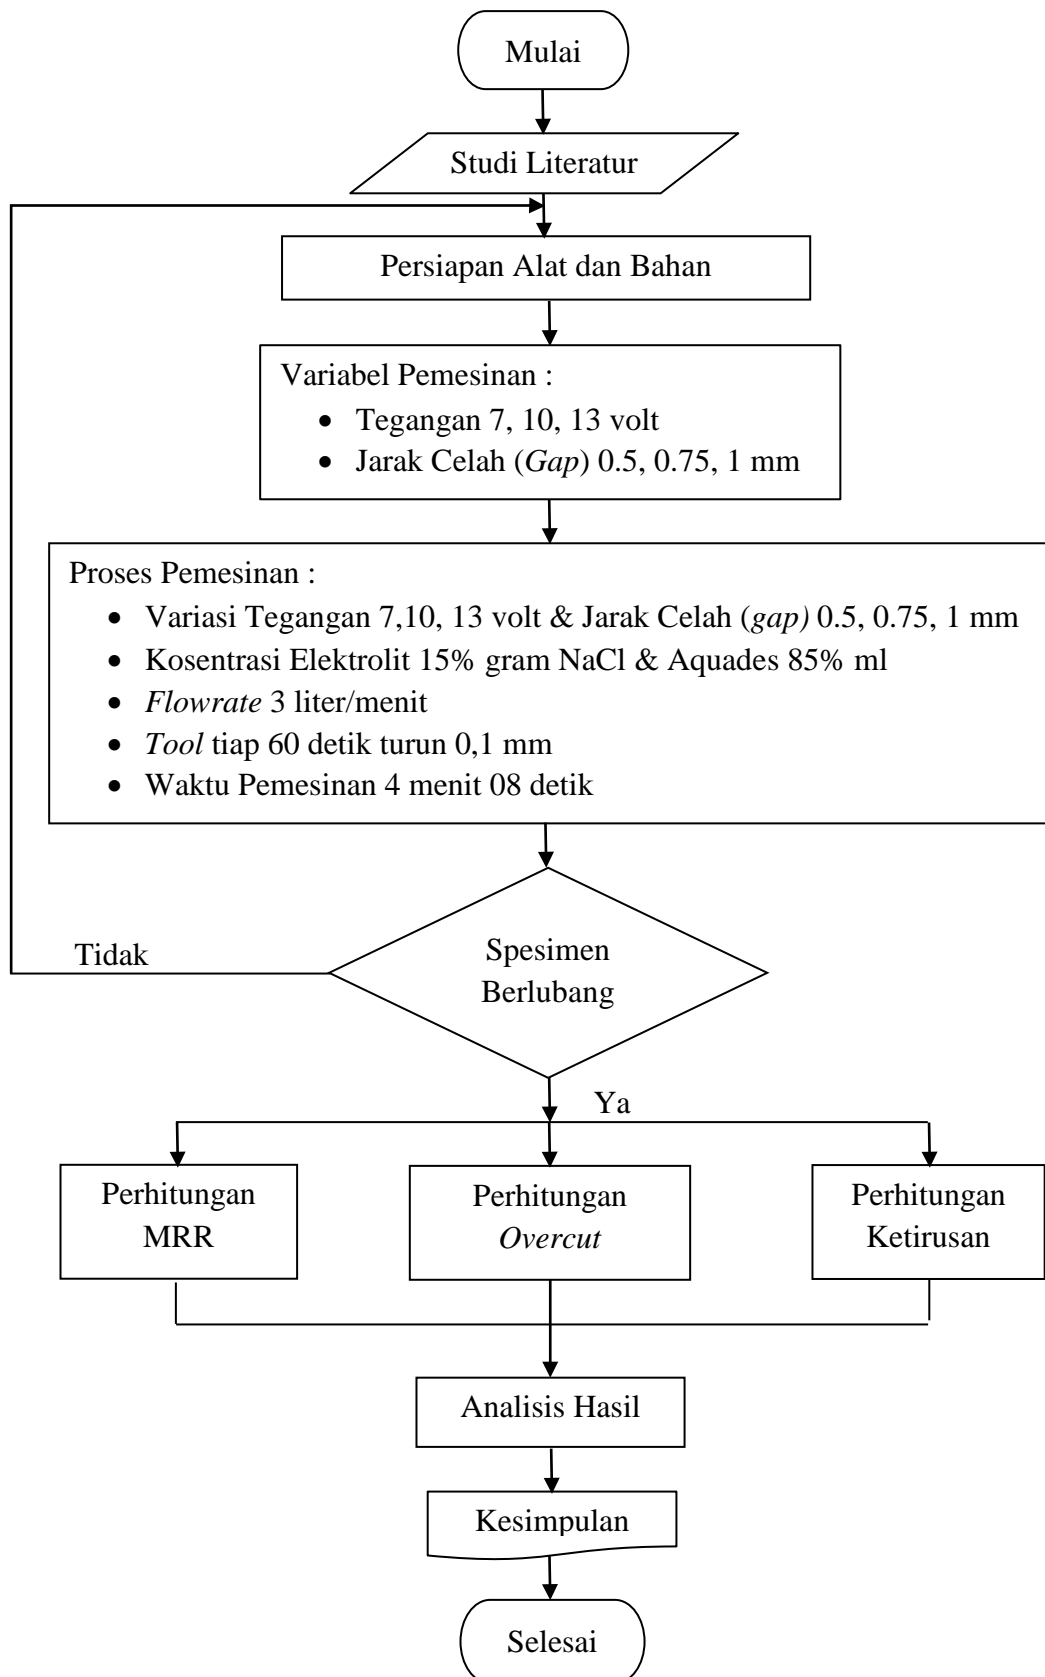 Mulai
Studi Literatur
Persiapan Alat dan Bahan
Variabel Pemesinan :
• Tegangan 7, 10, 13 volt
• Jarak Celah (Gap) 0.5, 0.75, 1 mm
Proses Pemesinan :
• Variasi Tegangan 7,10, 13 volt & Jarak Celah (gap) 0.5, 0.75, 1 mm
• Kosentrasi Elektrolit 15% gram NaCl & Aquades 85% ml
• Flowrate 3 liter/menit
• Tool tiap 60 detik turun 0,1 mm
• Waktu Pemesinan 4 menit 08 detik
Tidak
Spesimen
Berlubang
Ya
Perhitungan
MRR
Perhitungan
Overcut
Perhitungan
Ketirusan
Analisis Hasil
Kesimpulan
Selesai